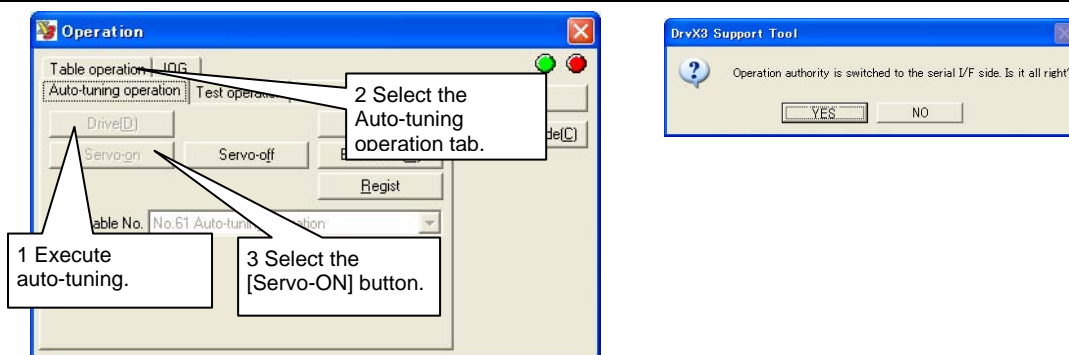 Operation
Table operation JOG
Auto-tuning operation Test operation
Drive(D)
Servo-on Servo-off
Regist
able No. No.61 Auto-tuning
1 Execute
auto-tuning.
2 Select the
Auto-tuning
operation tab.
de(C)
3 Select the
[Servo-ON] button.
DrvX3 Support Tool
Operation authority is switched to the serial I/F side. Is it all right?
YES NO